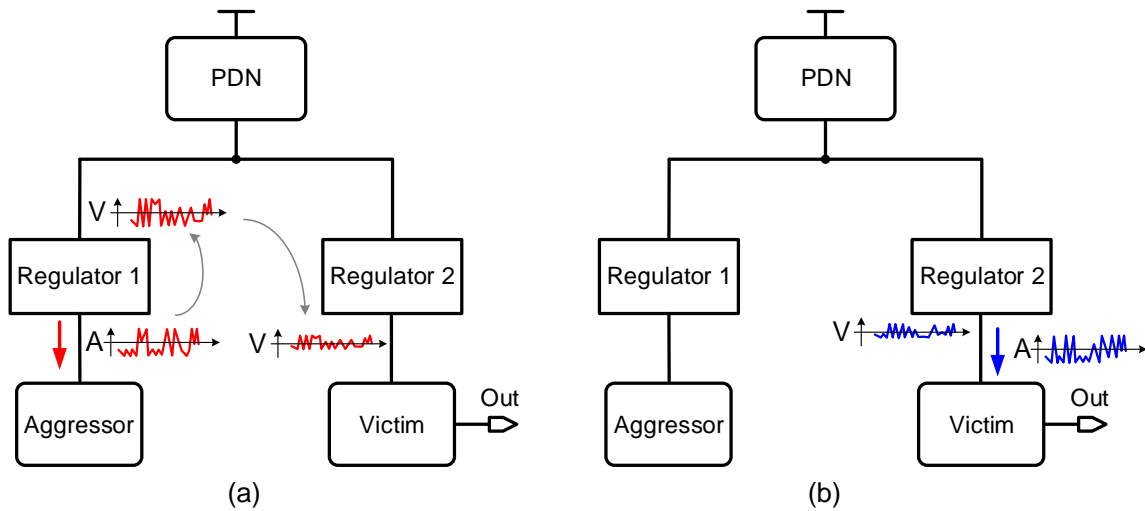 PDN
V
Regulator 1
Regulator 2
A
V
Aggressor
Victim
Out
(a)
PDN
Regulator 1
Regulator 2
V
A
Aggressor
Victim
Out
(b)